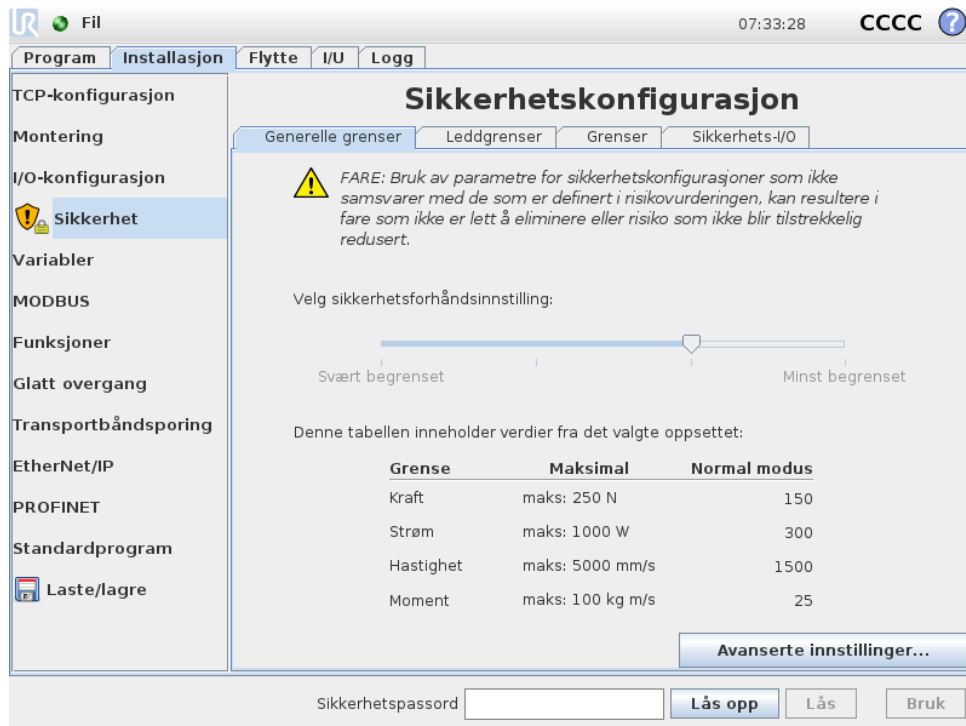 UR Fil 07:33:28 CCCC ?
Program Installasjon Flytte I/U Logg
TCP-konfigurasjon
Montering
I/O-konfigurasjon
Sikkerhet
Variabler
MODBUS
Funksjoner
Glatt overgang
Transportbåndsporing
EtherNet/IP
PROFINET
Standardprogram
Laste/lagre
Sikkerhetskonfigurasjon
Generelle grenser Leddgrenser Grenser Sikkerhets-I/O
FARE: Bruk av parametre for sikkerhetskonfigurasjoner som ikke
samsvarer med de som er definert i risikovurderingen, kan resultere i
fare som ikke er lett å eliminere eller risiko som ikke blir tilstrekkelig
redusert.
Velg sikkerhetsforhåndsinnstilling:
Svært begrenset Minst begrenset
Denne tabellen inneholder verdier fra det valgte oppsettet:
Grense Maksimal Normal modus
Kraft maks: 250 N 150
Strøm maks: 1000 W 300
Hastighet maks: 5000 mm/s 1500
Moment maks: 100 kg m/s 25
Avanserte innstillinger...
Sikkerhetspassord Lås opp Lås Bruk